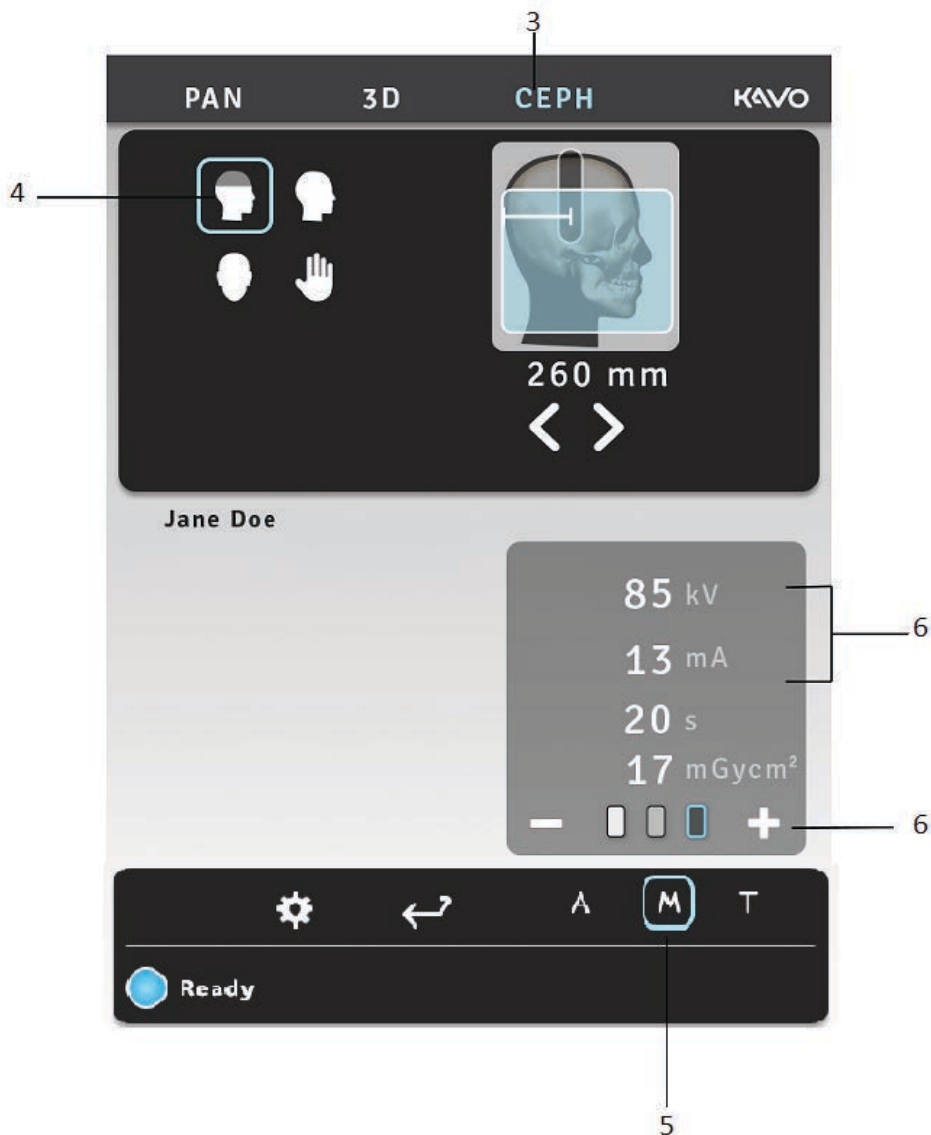 3
PAN 3D CEPH KAVO
4
260 mm
Jane Doe
85 kV
6
13 mA
20 s
17 mGycm²
6
A M T
Ready
5